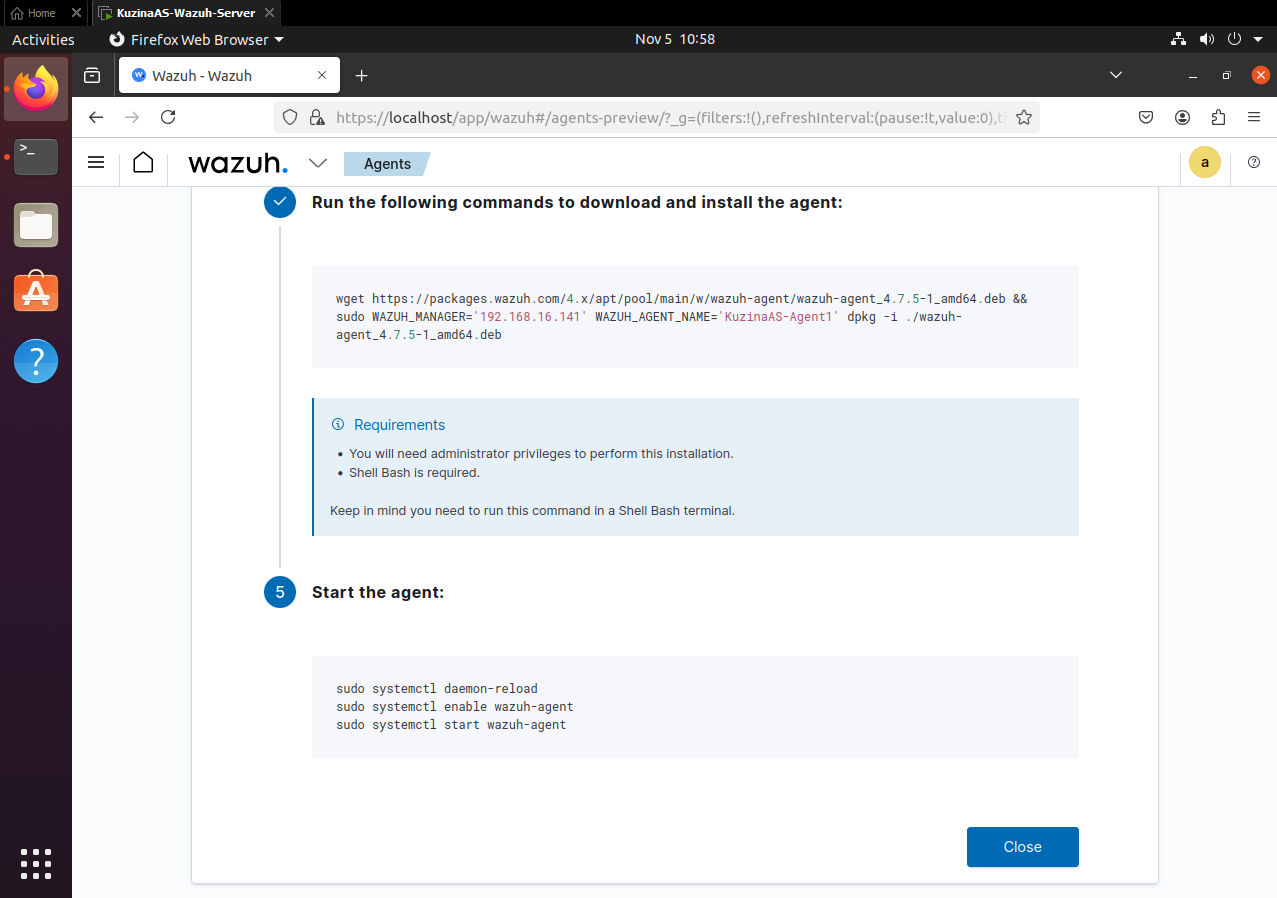 Home
KuzinaAS-Wazuh-Server
Activities
Firefox Web Browser
Nov 5 10:58
Wazuh - Wazuh
https://localhost/app/wazuh#/agents-preview/?_g=(filters:!(),refreshInterval:(pause:!t,value:0),ti
wazuh.
Agents
a
Run the following commands to download and install the agent:
wget https://packages.wazuh.com/4.x/apt/pool/main/w/wazuh-agent/wazuh-agent_4.7.5-1_amd64.deb &&
sudo WAZUH_MANAGER='192.168.16.141' WAZUH_AGENT_NAME='KuzinaAS-Agent1' dpkg -i ./wazuh-
agent_4.7.5-1_amd64.deb
Requirements
• You will need administrator privileges to perform this installation.
• Shell Bash is required.
Keep in mind you need to run this command in a Shell Bash terminal.
5
Start the agent:
sudo systemctl daemon-reload
sudo systemctl enable wazuh-agent
sudo systemctl start wazuh-agent
Close